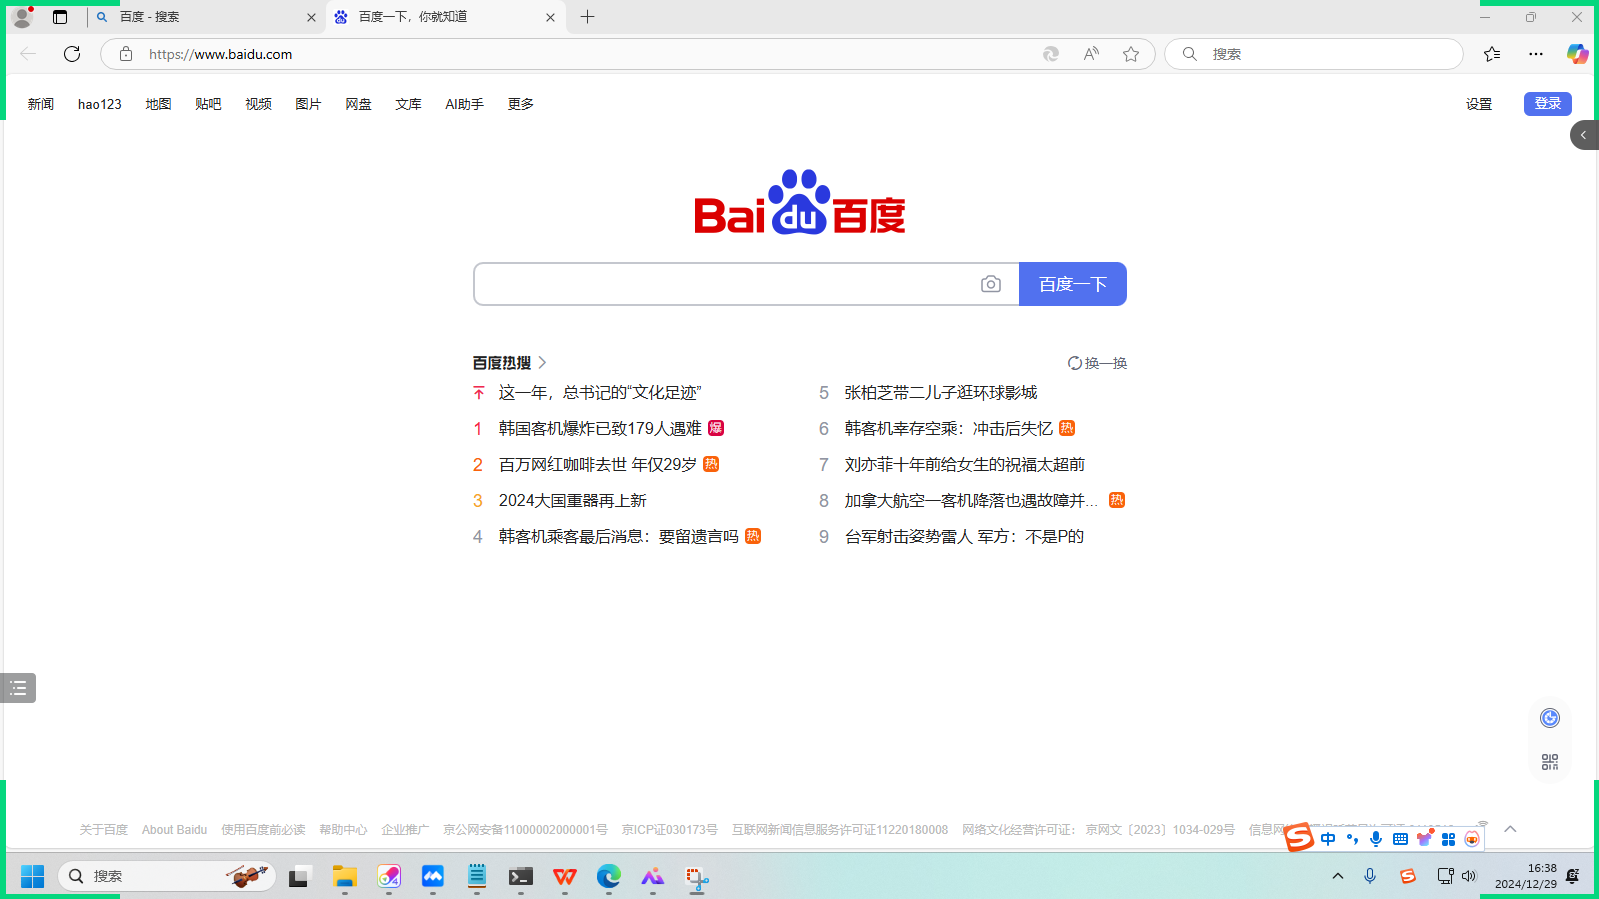 百度 - 搜索
百度一下，你就知道
https://www.baidu.com
搜索
新闻 hao123 地图 贴吧 视频 图片 网盘 文库 AI助手 更多
设置 登录
Bai du 百度
百度一下
百度热搜
换一换
这一年，总书记的“文化足迹”
1 韩国客机爆炸已致179人遇难 爆
2 百万网红咖啡去世 年仅29岁 热
3 2024大国重器再上新
4 韩客机乘客最后消息：要留遗言吗 热
5 张柏芝带二儿子逛环球影城
6 韩客机幸存空乘：冲击后失忆 热
7 刘亦菲十年前给女生的祝福太超前
8 加拿大航空一客机降落也遇故障并... 热
9 台军射击姿势雷人 军方：不是P的
关于百度 About Baidu 使用百度前必读 帮助中心 企业推广 京公网安备11000002000001号 京ICP证030173号 互联网新闻信息服务许可证11220180008 网络文化经营许可证： 京网文〔2023〕1034-029号 信息网
中
搜索
16:38
2024/12/29